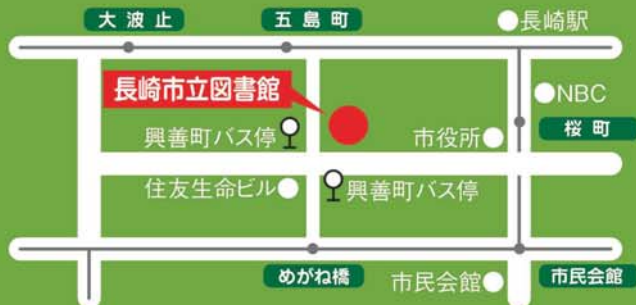 大波止
五島町
長崎駅
長崎市立図書館
NBC
興善町バス停
市役所
桜町
住友生命ビル
興善町バス停
めがね橋
市民会館
市民会館